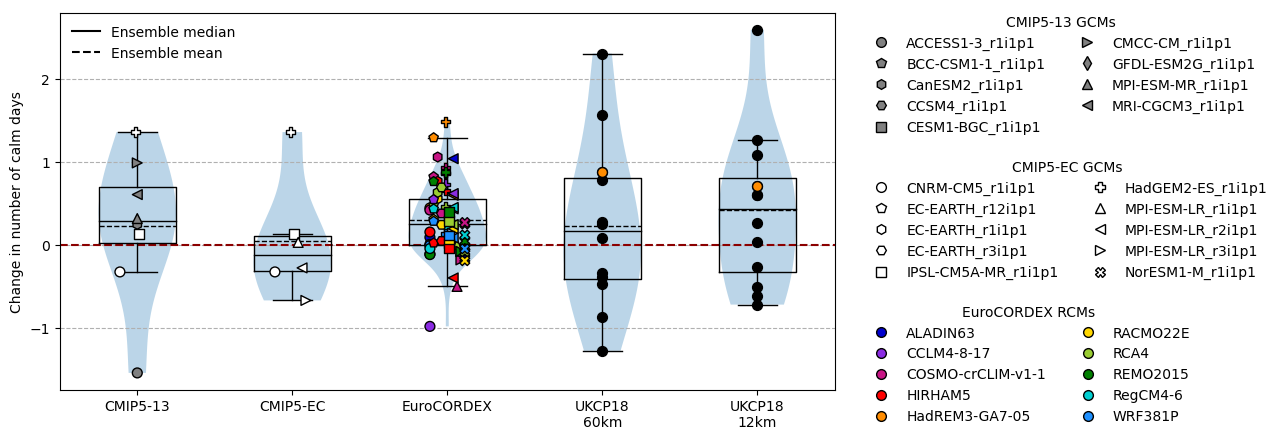 Change in number of calm days
2
1
0
−1
Ensemble median
Ensemble mean
CMIP5-13
CMIP5-EC
EuroCORDEX
UKCP18
60km
UKCP18
12km
CMIP5-13 GCMs
ACCESS1-3_r1i1p1
BCC-CSM1-1_r1i1p1
CanESM2_r1i1p1
CCSM4_r1i1p1
CESM1-BGC_r1i1p1
CMCC-CM_r1i1p1
GFDL-ESM2G_r1i1p1
MPI-ESM-MR_r1i1p1
MRI-CGCM3_r1i1p1
CMIP5-EC GCMs
CNRM-CM5_r1i1p1
EC-EARTH_r12i1p1
EC-EARTH_r1i1p1
EC-EARTH_r3i1p1
IPSL-CM5A-MR_r1i1p1
HadGEM2-ES_r1i1p1
MPI-ESM-LR_r1i1p1
MPI-ESM-LR_r2i1p1
MPI-ESM-LR_r3i1p1
NorESM1-M_r1i1p1
EuroCORDEX RCMs
ALADIN63
CCLM4-8-17
COSMO-crCLIM-v1-1
HIRHAM5
HadREM3-GA7-05
RACMO22E
RCA4
REMO2015
RegCM4-6
WRF381P